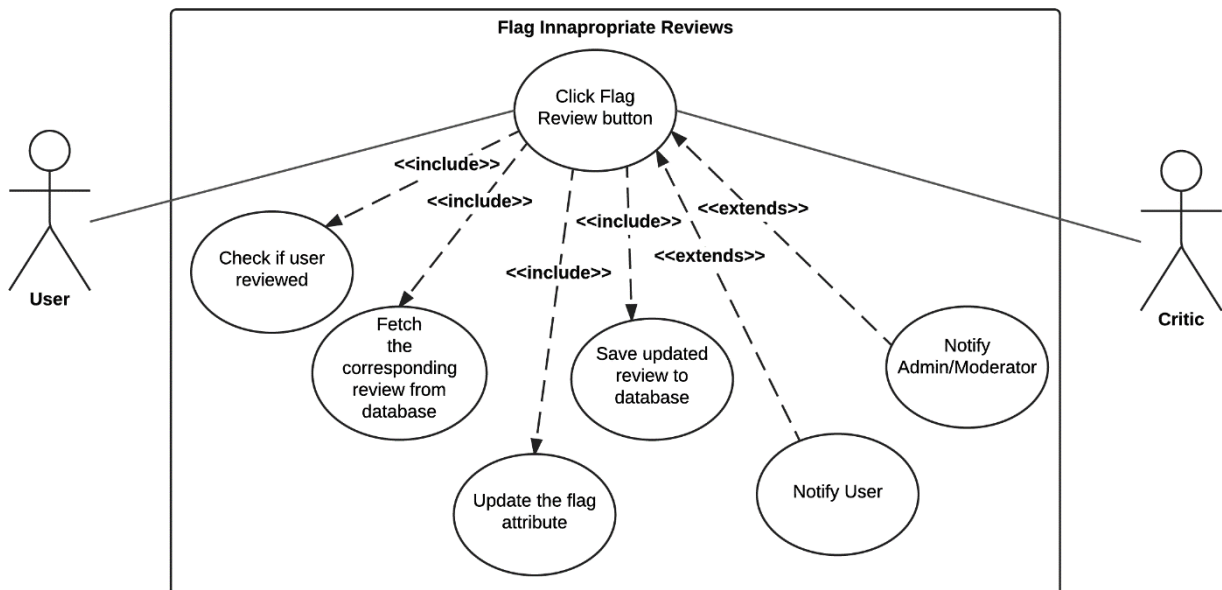 Flag Innapropriate Reviews
Click Flag
Review button
<<include>>
<<include>>
<<include>>
<<include>>
<<extends>>
<<extends>>
Check if user
reviewed
User
Fetch
the
corresponding
review from
database
Save updated
review to
database
Notify
Admin/Moderator
Critic
Update the flag
attribute
Notify User